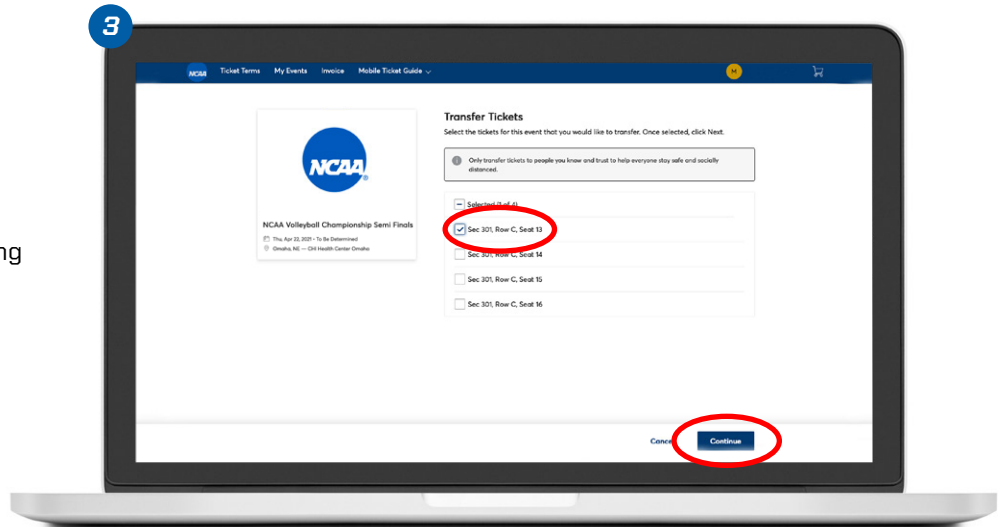 3
NCAA Ticket Terms My Events Invoice Mobile Ticket Guide M
Transfer Tickets
Select the tickets for this event that you would like to transfer. Once selected, click Next.
Only transfer tickets to people you know and trust to help everyone stay safe and socially
distanced.
NCAA
Selected (1 of 4)
NCAA Volleyball Championship Semi Finals
Thu, Apr 22, 2021 • To Be Determined
Omaha, NE — CHI Health Center Omaha
Sec 301, Row C, Seat 13
Sec 301, Row C, Seat 14
Sec 301, Row C, Seat 15
Sec 301, Row C, Seat 16
ng
Continue